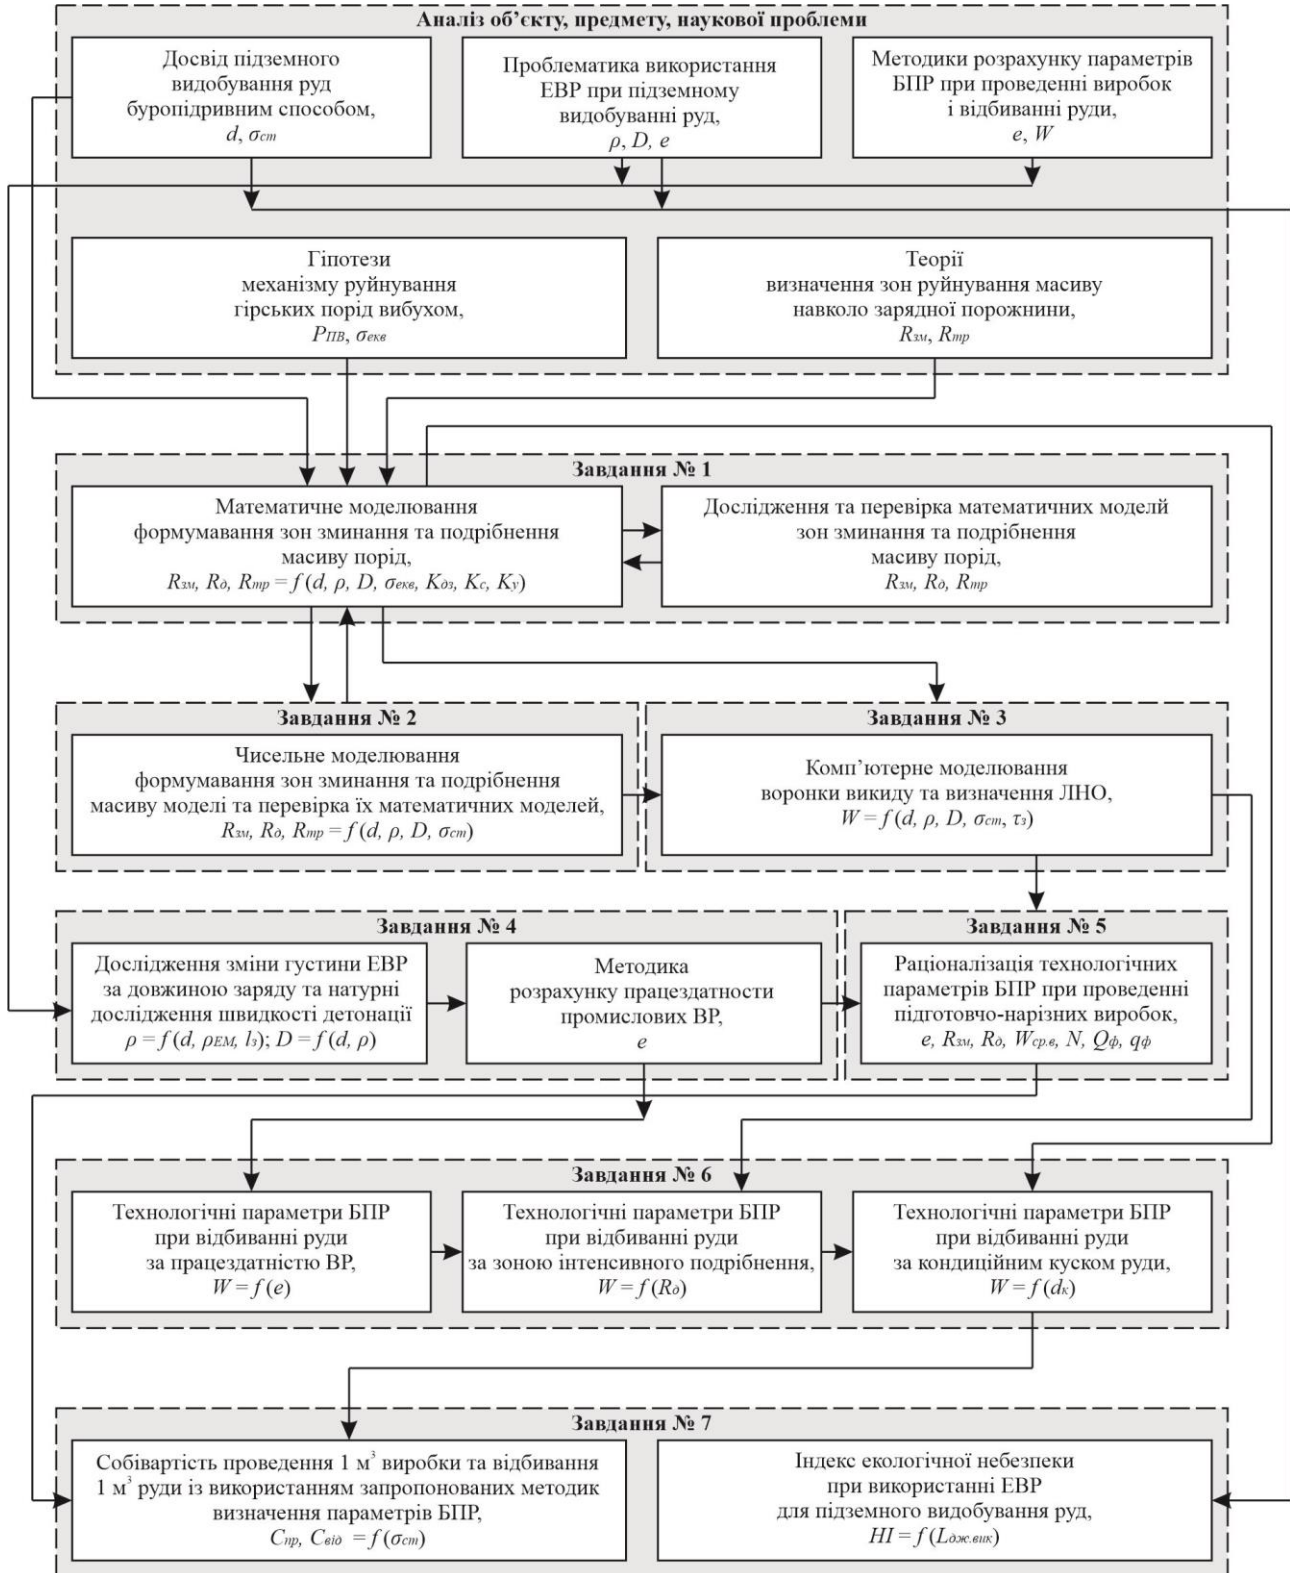 Аналіз об’єкту, предмету, наукової проблеми
Досвід підземного
видобування руд
буропідривним способом,
d, σст
Проблематика використання
ЕВР при підземному
видобуванні руд,
ρ, D, e
Методики розрахунку параметрів
БПР при проведенні виробок
і відбиванні руди,
e, W
Гіпотези
механізму руйнування
гірських порід вибухом,
PПВ, σекв
Теорії
визначення зон руйнування масиву
навколо зарядної порожнини,
Rзм, Rтр
Завдання № 1
Математичне моделювання
формумавання зон зминання та подрібнення
масиву порід,
Rзм, Rд, Rтр = f (d, ρ, D, σекв, Kдз, Kс, Kу)
Дослідження та перевірка математичних моделй
зон зминання та подрібнення
масиву порід,
Rзм, Rд, Rтр
Завдання № 2
Чисельне моделювання
формумавання зон зминання та подрібнення
масиву моделі та перевірка їх математичних моделей,
Rзм, Rд, Rтр = f (d, ρ, D, σст)
Завдання № 3
Комп’ютерне моделювання
воронки викиду та визначення ЛНО,
W = f (d, ρ, D, σст, τз)
Завдання № 4
Дослідження зміни густини ЕВР
за довжиною заряду та натурні
дослідження швидкості детонації
ρ = f (d, ρЕМ, lз); D = f (d, ρ)
Методика
розрахунку працездатности
промислових ВР,
e
Завдання № 5
Раціоналізація технологічних
параметрів БПР при проведенні
підготовчо-нарізних виробок,
e, Rзм, Rд, Wср.в, N, Qф, qф
Завдання № 6
Технологічні параметри БПР
при відбиванні руди
за працездатністю ВР,
W = f (e)
Технологічні параметри БПР
при відбиванні руди
за зоною інтенсивного подрібнення,
W = f (Rд)
Технологічні параметри БПР
при відбиванні руди
за кондиційним куском руди,
W = f (dк)
Завдання № 7
Собівартість проведення 1 м³ виробки та відбивання
1 м³ руди із використанням запропонованих методик
визначення параметрів БПР,
Cпр, Cвід = f (σст)
Індекс екологічної небезпеки
при використанні ЕВР
для підземного видобування руд,
HI = f (Lдж.вик)